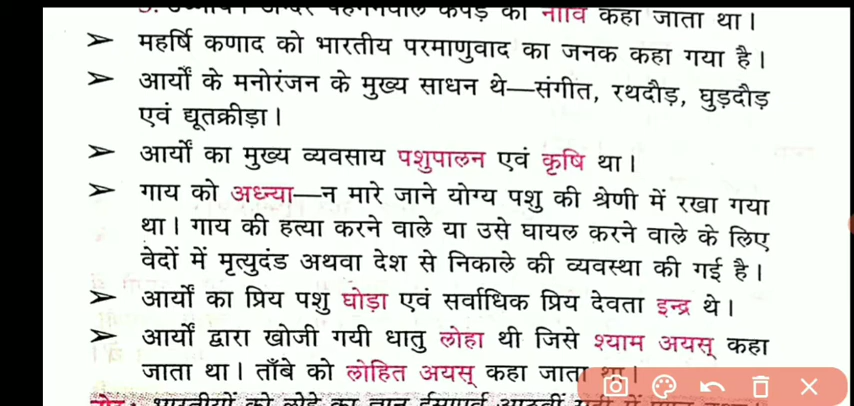 कहा जाता था।
➢ महर्षि कणाद को भारतीय परमाणुवाद का जनक कहा गया है।
➢ आर्यों के मनोरंजन के मुख्य साधन थे—संगीत, रथदौड़, घुड़दौड़
एवं द्यूतक्रीड़ा।
➢ आर्यों का मुख्य व्यवसाय पशुपालन एवं कृषि था।
➢ गाय को अध्न्या—न मारे जाने योग्य पशु की श्रेणी में रखा गया
था। गाय की हत्या करने वाले या उसे घायल करने वाले के लिए
वेदों में मृत्युदंड अथवा देश से निकाले की व्यवस्था की गई है।
➢ आर्यों का प्रिय पशु घोड़ा एवं सर्वाधिक प्रिय देवता इन्द्र थे।
➢ आर्यों द्वारा खोजी गयी धातु लोहा थी जिसे श्याम अयस् कहा
जाता था। ताँबे को लोहित अयस् कहा जाता था।